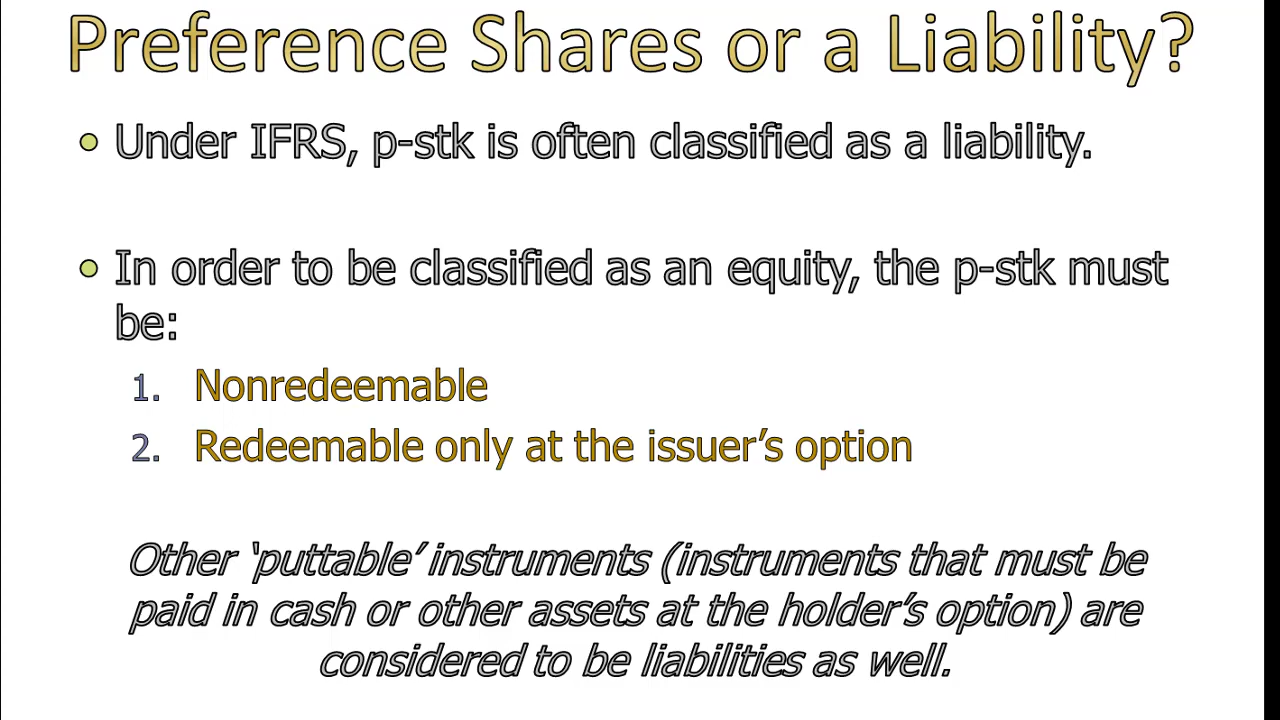 Preference Shares or a Liability?
• Under IFRS, p-stk is often classified as a liability.
• In order to be classified as an equity, the p-stk must
be:
1. Nonredeemable
2. Redeemable only at the issuer’s option
Other ‘puttable’ instruments (instruments that must be
paid in cash or other assets at the holder’s option) are
considered to be liabilities as well.